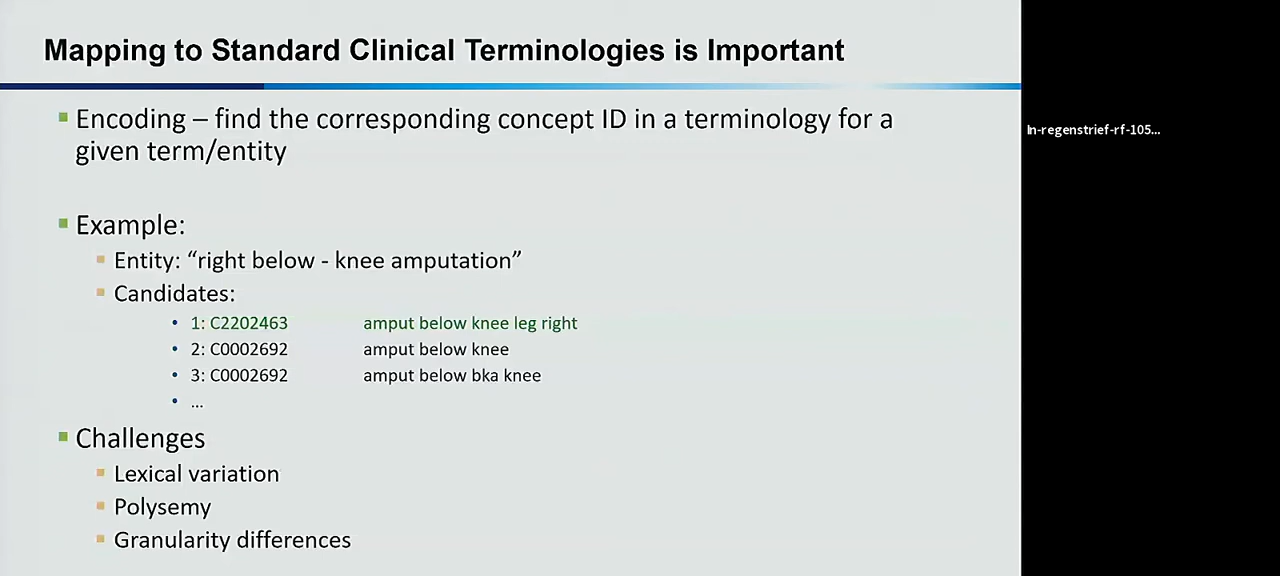 Mapping to Standard Clinical Terminologies is Important
Encoding – find the corresponding concept ID in a terminology for a
given term/entity
Example:
Entity: “right below - knee amputation”
Candidates:
1: C2202463 amput below knee leg right
2: C0002692 amput below knee
3: C0002692 amput below bka knee
...
Challenges
Lexical variation
Polysemy
Granularity differences
In-regenstrief-rf-105...